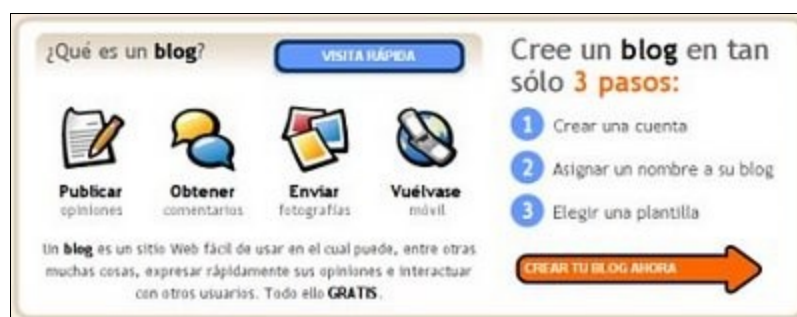 ¿Qué es un blog?
VISITA RÁPIDA
Publicar
opiniones
Obtener
comentarios
Enviar
fotografías
Vuélvase
móvil
Un blog es un sitio Web fácil de usar en el cual puede, entre otras
muchas cosas, expresar rápidamente sus opiniones e interactuar
con otros usuarios. Todo ello GRATIS.
Cree un blog en tan
sólo 3 pasos:
1 Crear una cuenta
2 Asignar un nombre a su blog
3 Elegir una plantilla
CREAR TU BLOG AHORA